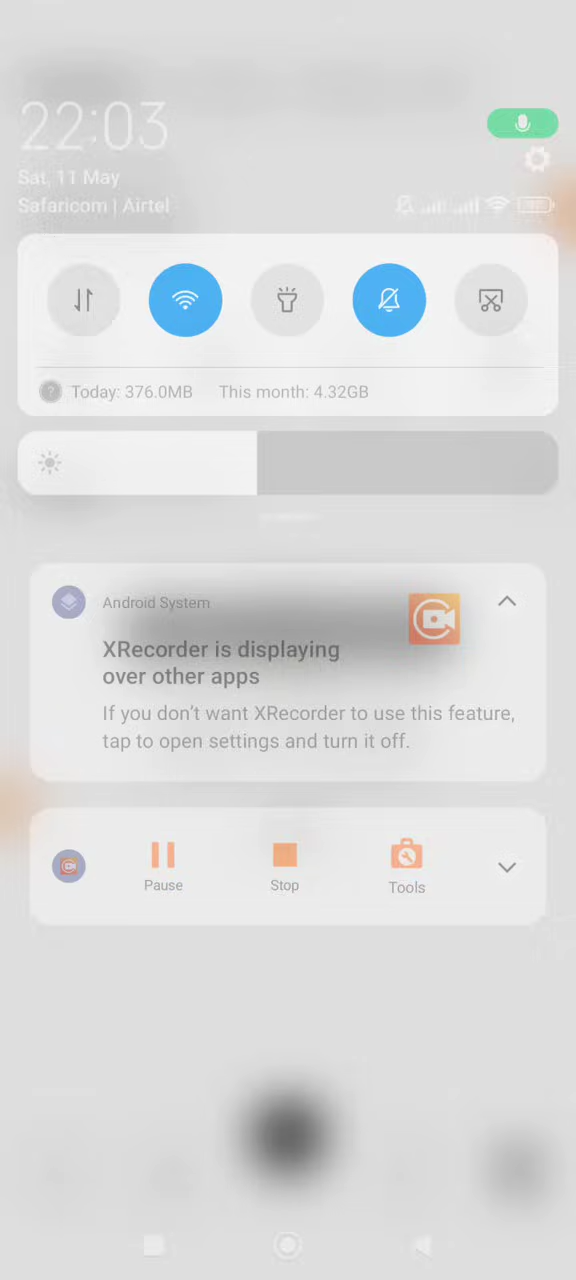 22:03
Sat, 11 May
Safaricom | Airtel
Today: 376.0MB This month: 4.32GB
Android System
XRecorder is displaying
over other apps
If you don't want XRecorder to use this feature,
tap to open settings and turn it off.
Pause Stop Tools